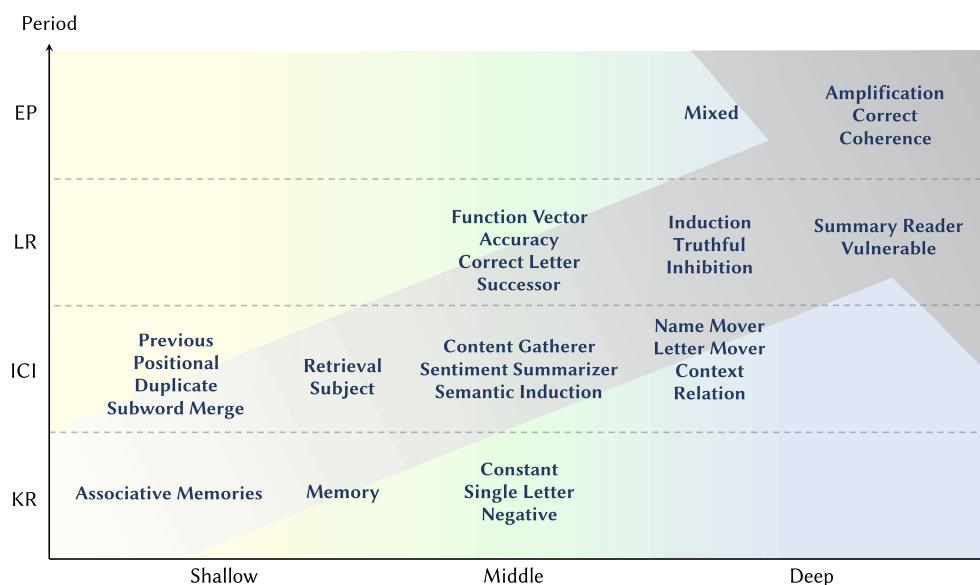 Period
EP
Mixed
Amplification
Correct
Coherence
LR
Function Vector
Accuracy
Correct Letter
Successor
Induction
Truthful
Inhibition
Summary Reader
Vulnerable
ICI
Previous
Positional
Duplicate
Subword Merge
Retrieval
Subject
Content Gatherer
Sentiment Summarizer
Semantic Induction
Name Mover
Letter Mover
Context
Relation
KR
Associative Memories
Memory
Constant
Single Letter
Negative
Shallow
Middle
Deep